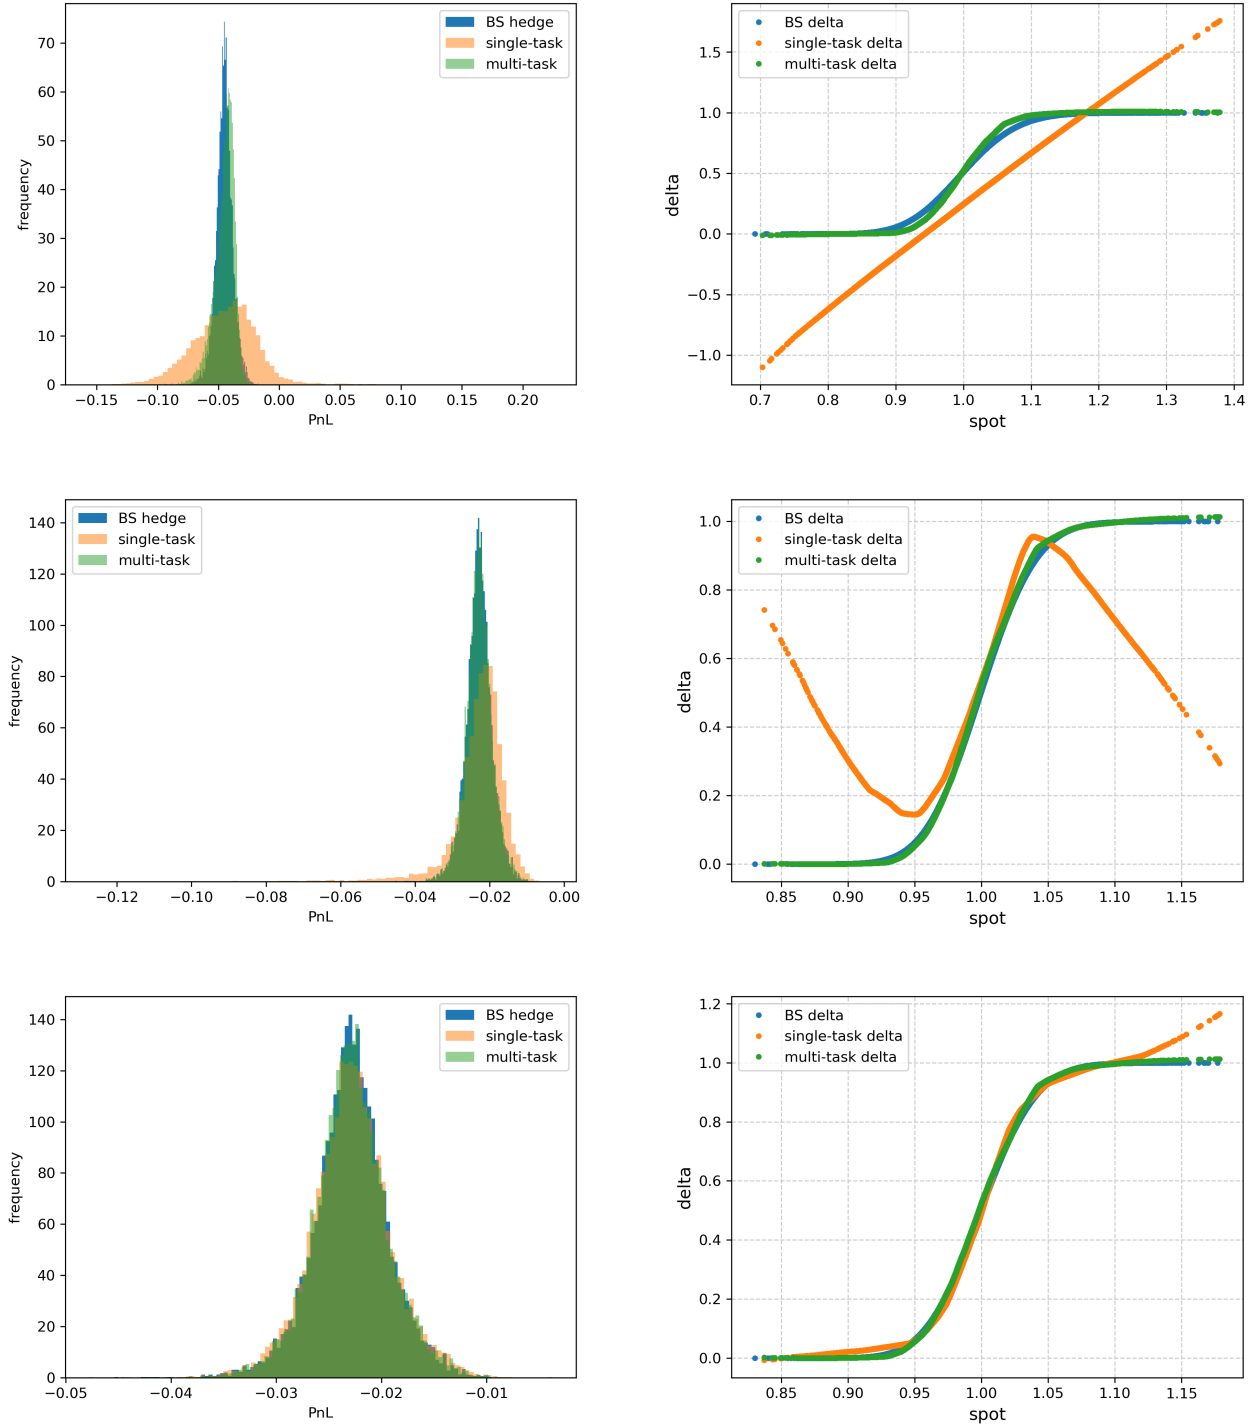 BS hedge
single-task
multi-task
frequency
70
60
50
40
30
20
10
0
−0.15 −0.10 −0.05 0.00 0.05 0.10 0.15 0.20
PnL
BS delta
single-task delta
multi-task delta
delta
1.5
1.0
0.5
0.0
−0.5
−1.0
0.7 0.8 0.9 1.0 1.1 1.2 1.3 1.4
spot
BS hedge
single-task
multi-task
frequency
140
120
100
80
60
40
20
0
−0.12 −0.10 −0.08 −0.06 −0.04 −0.02 0.00
PnL
BS delta
single-task delta
multi-task delta
delta
1.0
0.8
0.6
0.4
0.2
0.0
0.85 0.90 0.95 1.00 1.05 1.10 1.15
spot
BS hedge
single-task
multi-task
frequency
140
120
100
80
60
40
20
0
−0.05 −0.04 −0.03 −0.02 −0.01
PnL
BS delta
single-task delta
multi-task delta
delta
1.2
1.0
0.8
0.6
0.4
0.2
0.0
0.85 0.90 0.95 1.00 1.05 1.10 1.15
spot